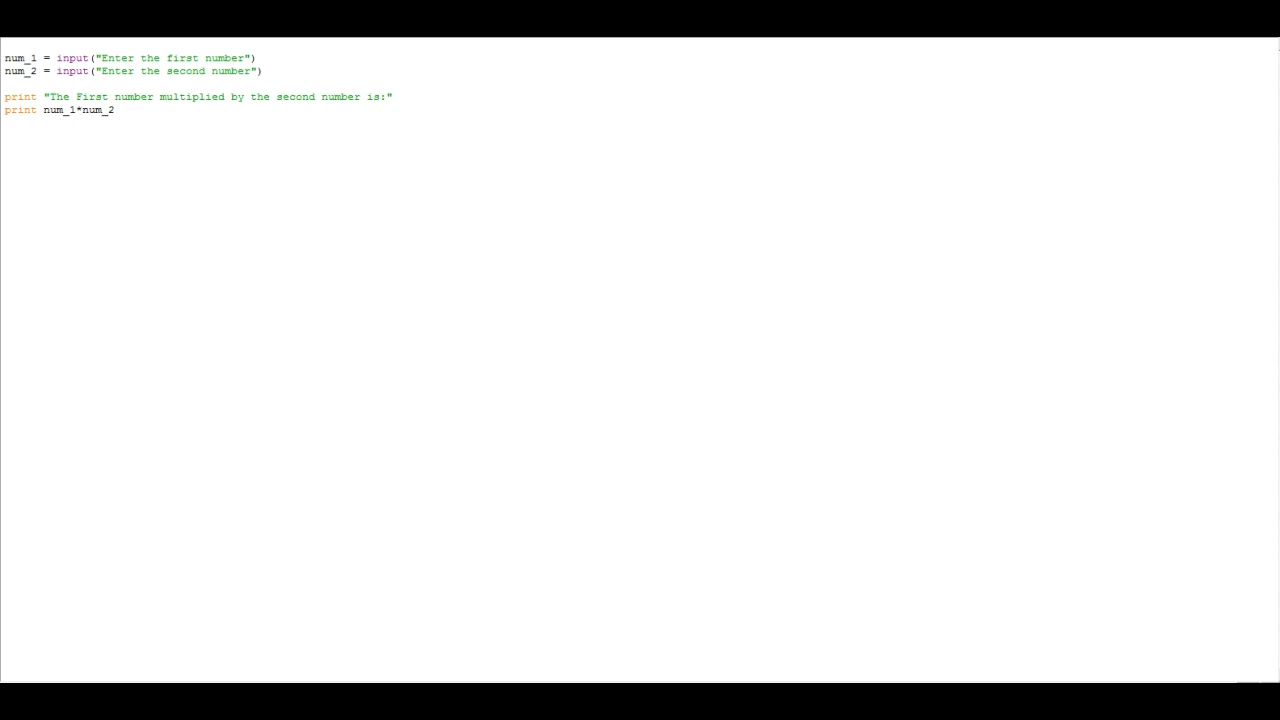 num_1 = input("Enter the first number")
num_2 = input("Enter the second number")
print "The First number multiplied by the second number is:"
print num_1*num_2